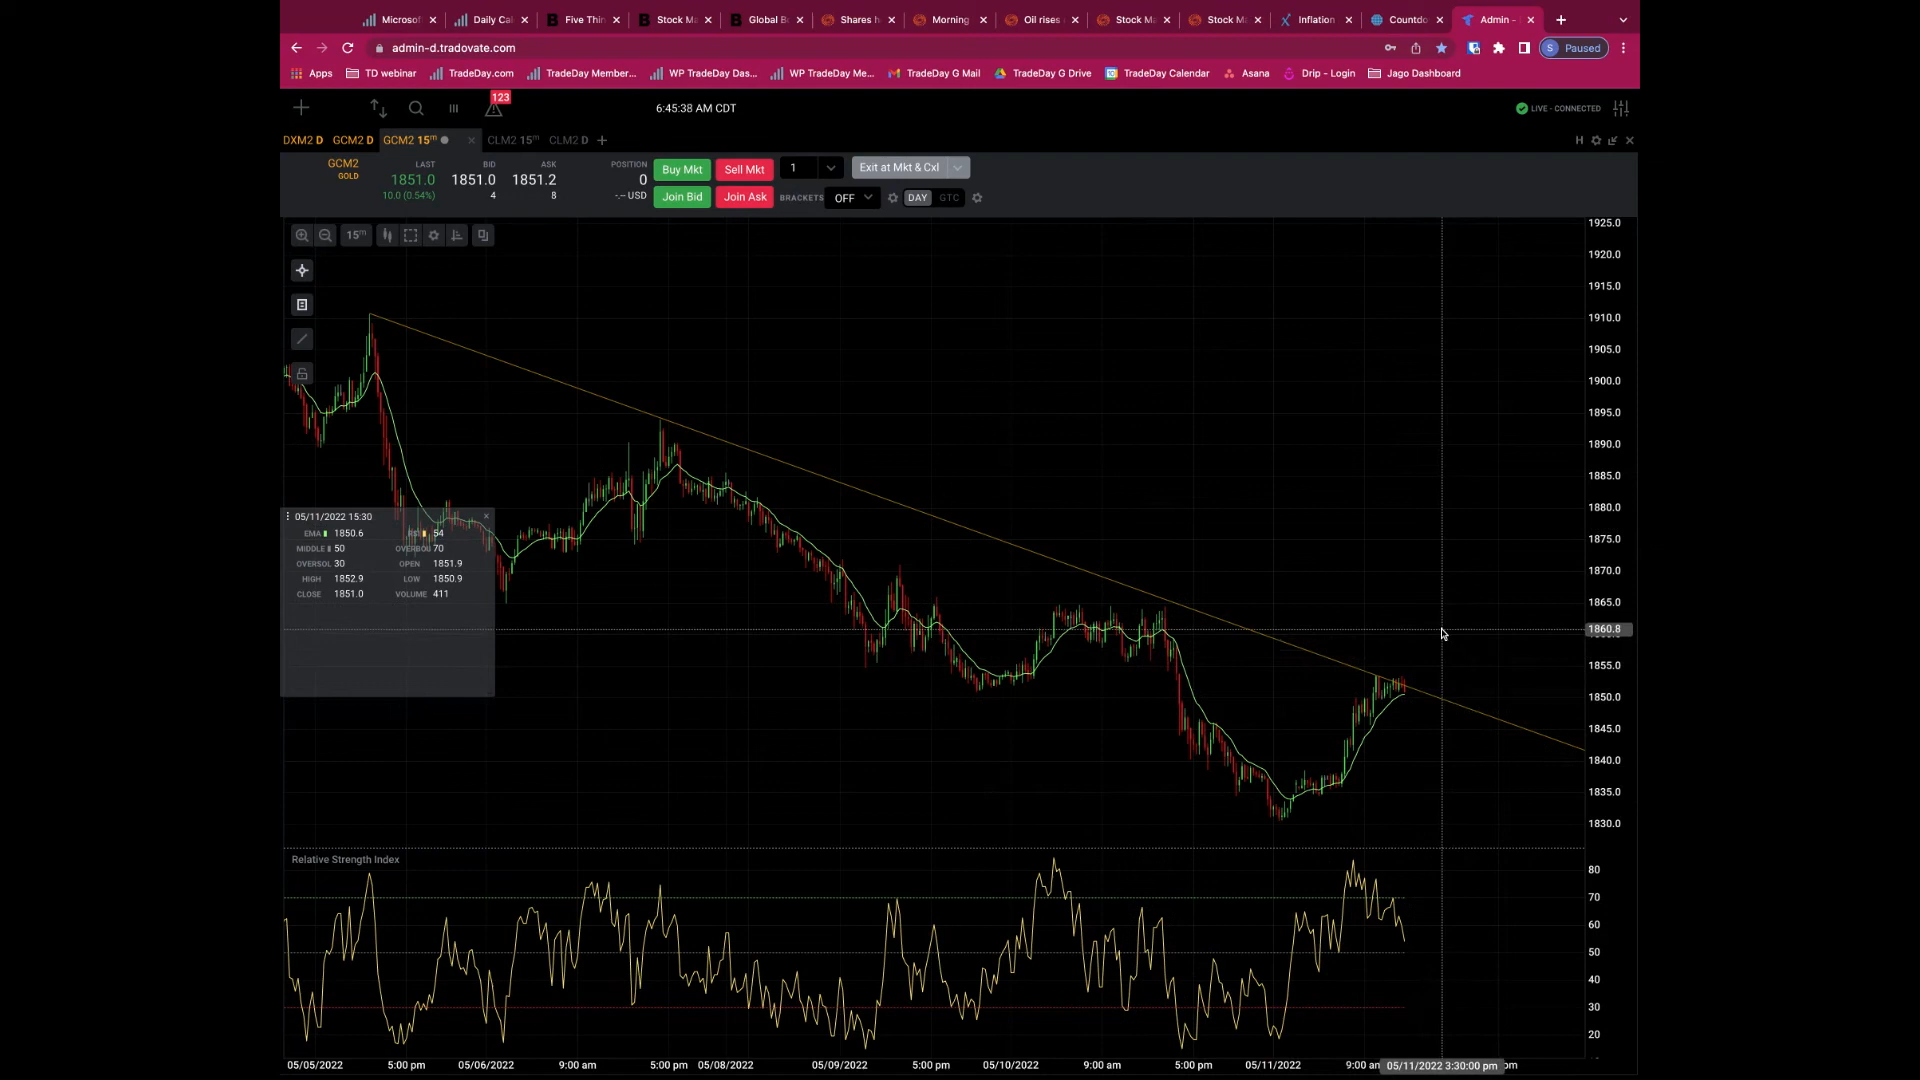 Microsof
Daily Cal
Five Thin
Stock Ma
Global B
Shares h
Morning
Oil rises
Stock Ma
Stock Ma
Inflation
Countdo
Admin -
admin-d.tradovate.com
S Paused
Apps
TD webinar
TradeDay.com
TradeDay Member...
WP TradeDay Das...
WP TradeDay Me...
TradeDay G Mail
TradeDay G Drive
TradeDay Calendar
Asana
Drip - Login
Jago Dashboard
123
6:45:38 AM CDT
LIVE - CONNECTED
DXM2 D
GCM2 D
GCM2 15m
CLM2 15m
CLM2 D
H
GCM2
GOLD
LAST
1851.0
10.0 (0.54%)
BID
1851.0
4
ASK
1851.2
8
POSITION
0
-.-- USD
Buy Mkt
Sell Mkt
1
Exit at Mkt & Cxl
Join Bid
Join Ask
BRACKETS
OFF
DAY
GTC
15m
1925.0
1920.0
1915.0
1910.0
1905.0
1900.0
1895.0
1890.0
1885.0
1880.0
1875.0
1870.0
1865.0
1860.8
1855.0
1850.0
1845.0
1840.0
1835.0
1830.0
05/11/2022 15:30
EMA 1850.6
RSI 54
MIDDLE 50
OVERBOU 70
OVERSOL 30
OPEN 1851.9
HIGH 1852.9
LOW 1850.9
CLOSE 1851.0
VOLUME 411
Relative Strength Index
80
70
60
50
40
30
20
05/05/2022
5:00 pm
05/06/2022
9:00 am
5:00 pm
05/08/2022
05/09/2022
5:00 pm
05/10/2022
9:00 am
5:00 pm
05/11/2022
9:00 am
05/11/2022 3:30:00 pm